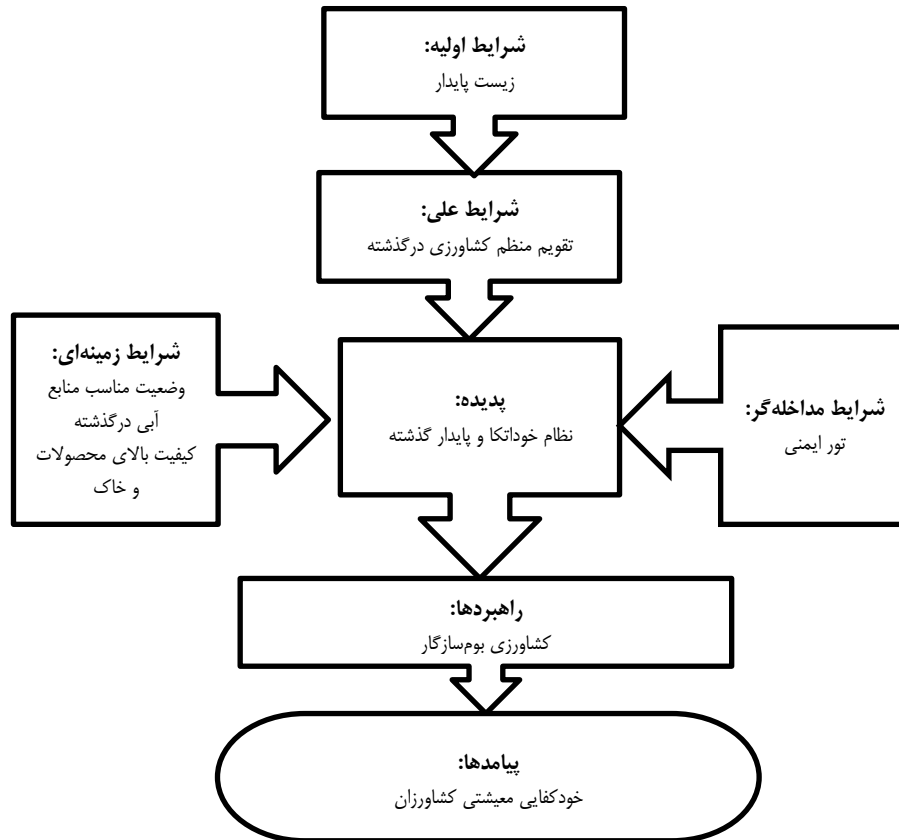 شرایط اولیه:
زیست پایدار
شرایط علی:
تقویم منظم کشاورزی درگذشته
شرایط زمینه‌ای:
وضعیت مناسب منابع
آبی درگذشته
کیفیت بالای محصولات
و خاک
پدیده:
نظام خوداتکا و پایدار گذشته
شرایط مداخله‌گر:
تور ایمنی
راهبردها:
کشاورزی بوم‌سازگار
پیامدها:
خودکفایی معیشتی کشاورزان